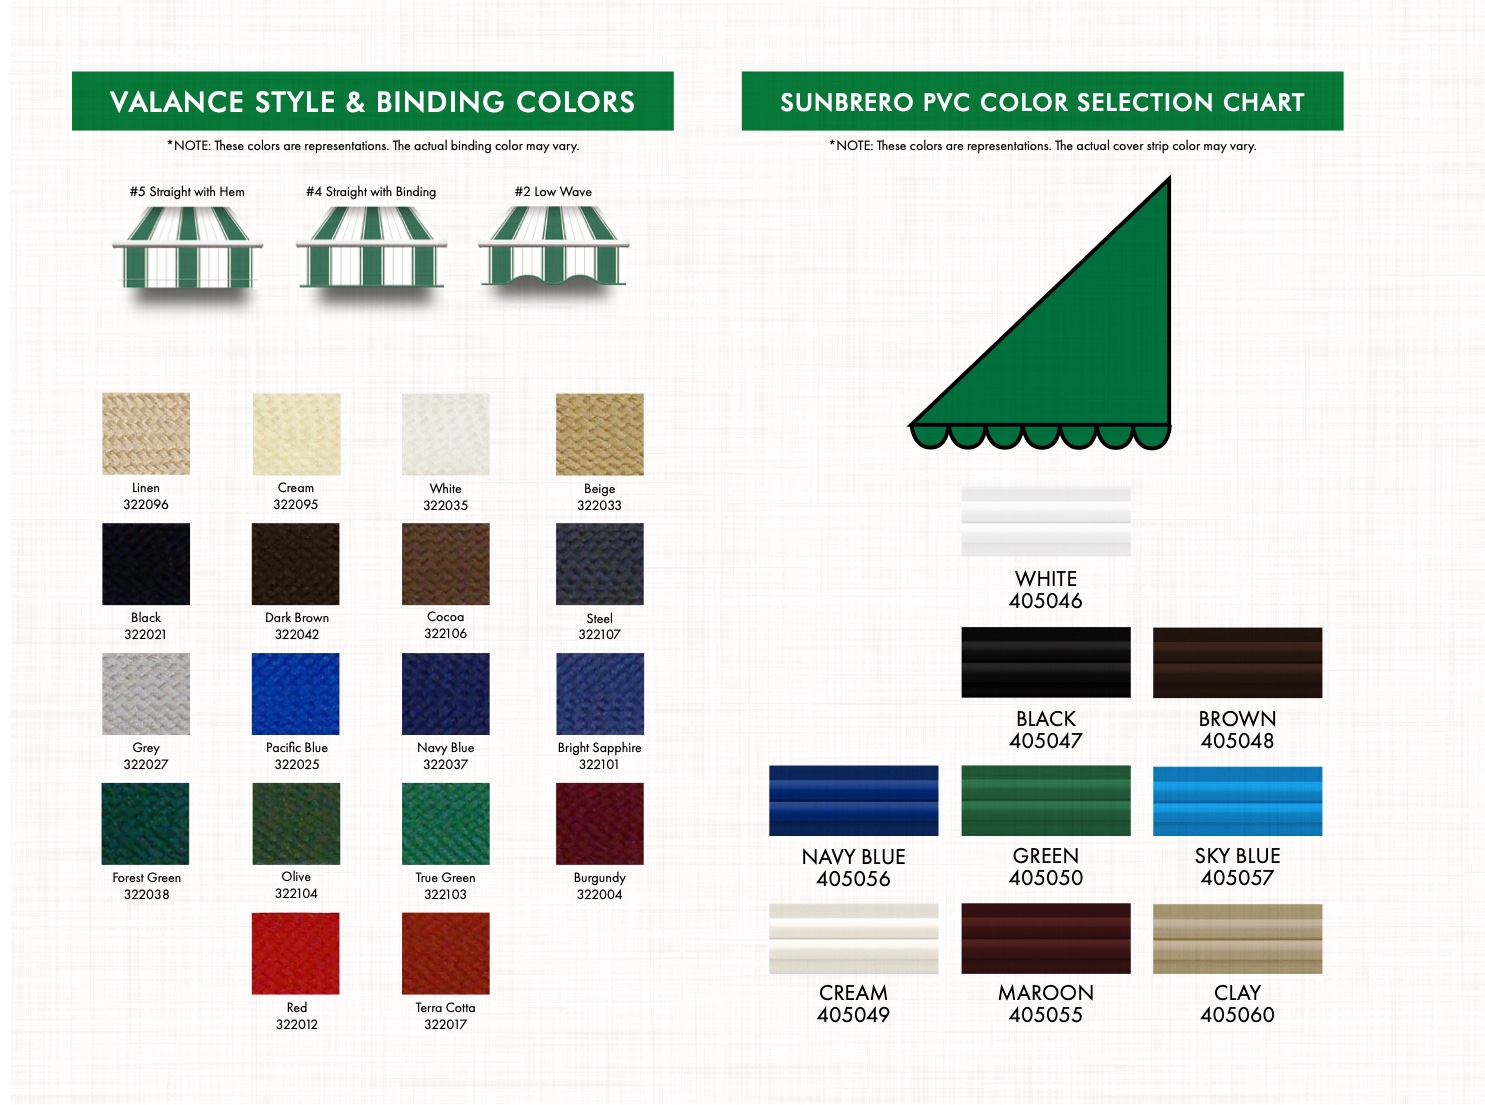 VALANCE STYLE & BINDING COLORS
*NOTE: These colors are representations. The actual binding color may vary.
#5 Straight with Hem
#4 Straight with Binding
#2 Low Wave
Linen
322096
Cream
322095
White
322035
Beige
322033
Black
322021
Dark Brown
322042
Cocoa
322106
Steel
322107
Grey
322027
Pacific Blue
322025
Navy Blue
322037
Bright Sapphire
322101
Forest Green
322038
Olive
322104
True Green
322103
Burgundy
322004
Red
322012
Terra Cotta
322017
SUNBRERO PVC COLOR SELECTION CHART
*NOTE: These colors are representations. The actual cover strip color may vary.
WHITE
405046
BLACK
405047
BROWN
405048
NAVY BLUE
405056
GREEN
405050
SKY BLUE
405057
CREAM
405049
MAROON
405055
CLAY
405060